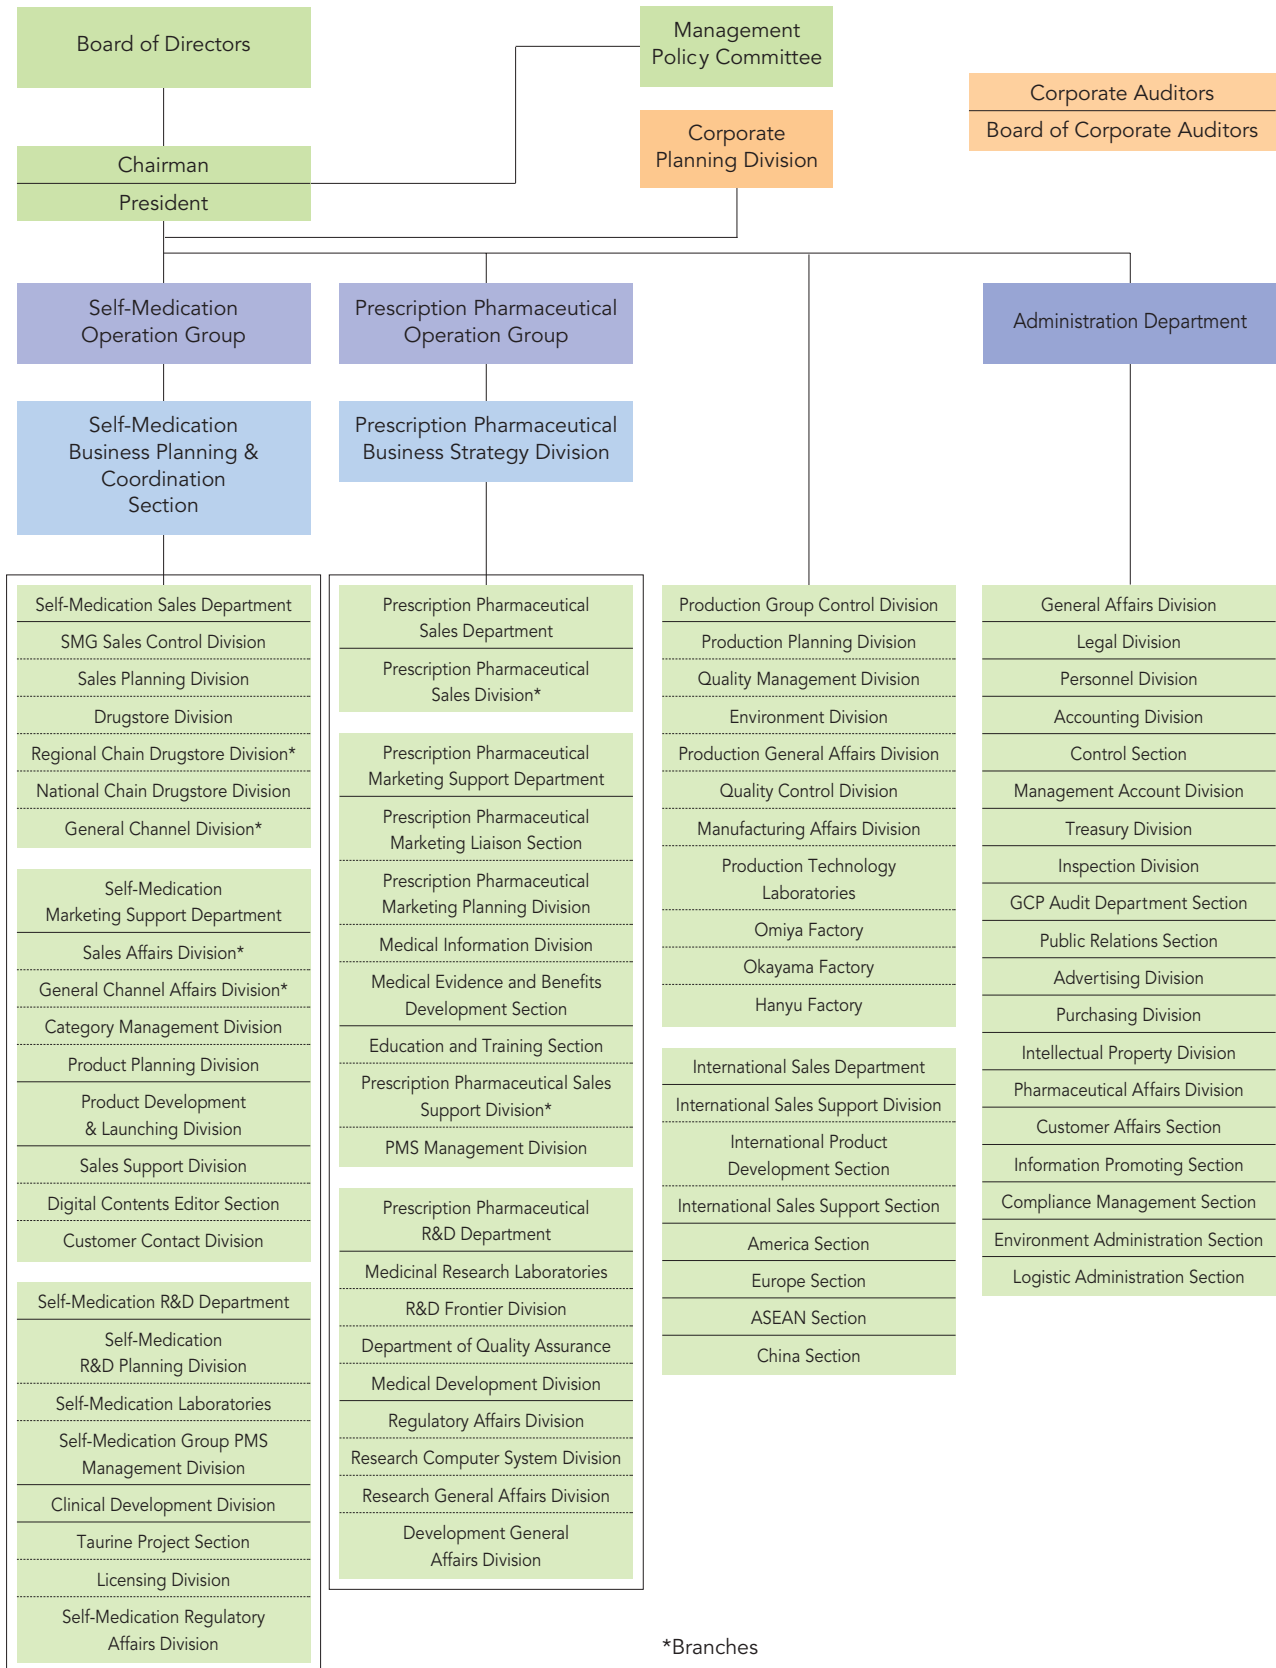 Board of Directors
Management
Policy Committee
Corporate Auditors
Board of Corporate Auditors
Corporate
Planning Division
Chairman
President
Self-Medication
Operation Group
Prescription Pharmaceutical
Operation Group
Administration Department
Self-Medication
Business Planning &
Coordination
Section
Prescription Pharmaceutical
Business Strategy Division
Self-Medication Sales Department
SMG Sales Control Division
Sales Planning Division
Drugstore Division
Regional Chain Drugstore Division*
National Chain Drugstore Division
General Channel Division*
Self-Medication
Marketing Support Department
Sales Affairs Division*
General Channel Affairs Division*
Category Management Division
Product Planning Division
Product Development
& Launching Division
Sales Support Division
Digital Contents Editor Section
Customer Contact Division
Self-Medication R&D Department
Self-Medication
R&D Planning Division
Self-Medication Laboratories
Self-Medication Group PMS
Management Division
Clinical Development Division
Taurine Project Section
Licensing Division
Self-Medication Regulatory
Affairs Division
Prescription Pharmaceutical
Sales Department
Prescription Pharmaceutical
Sales Division*
Prescription Pharmaceutical
Marketing Support Department
Prescription Pharmaceutical
Marketing Liaison Section
Prescription Pharmaceutical
Marketing Planning Division
Medical Information Division
Medical Evidence and Benefits
Development Section
Education and Training Section
Prescription Pharmaceutical Sales
Support Division*
PMS Management Division
Prescription Pharmaceutical
R&D Department
Medicinal Research Laboratories
R&D Frontier Division
Department of Quality Assurance
Medical Development Division
Regulatory Affairs Division
Research Computer System Division
Research General Affairs Division
Development General
Affairs Division
Production Group Control Division
Production Planning Division
Quality Management Division
Environment Division
Production General Affairs Division
Quality Control Division
Manufacturing Affairs Division
Production Technology
Laboratories
Omiya Factory
Okayama Factory
Hanyu Factory
International Sales Department
International Sales Support Division
International Product
Development Section
International Sales Support Section
America Section
Europe Section
ASEAN Section
China Section
General Affairs Division
Legal Division
Personnel Division
Accounting Division
Control Section
Management Account Division
Treasury Division
Inspection Division
GCP Audit Department Section
Public Relations Section
Advertising Division
Purchasing Division
Intellectual Property Division
Pharmaceutical Affairs Division
Customer Affairs Section
Information Promoting Section
Compliance Management Section
Environment Administration Section
Logistic Administration Section
*Branches